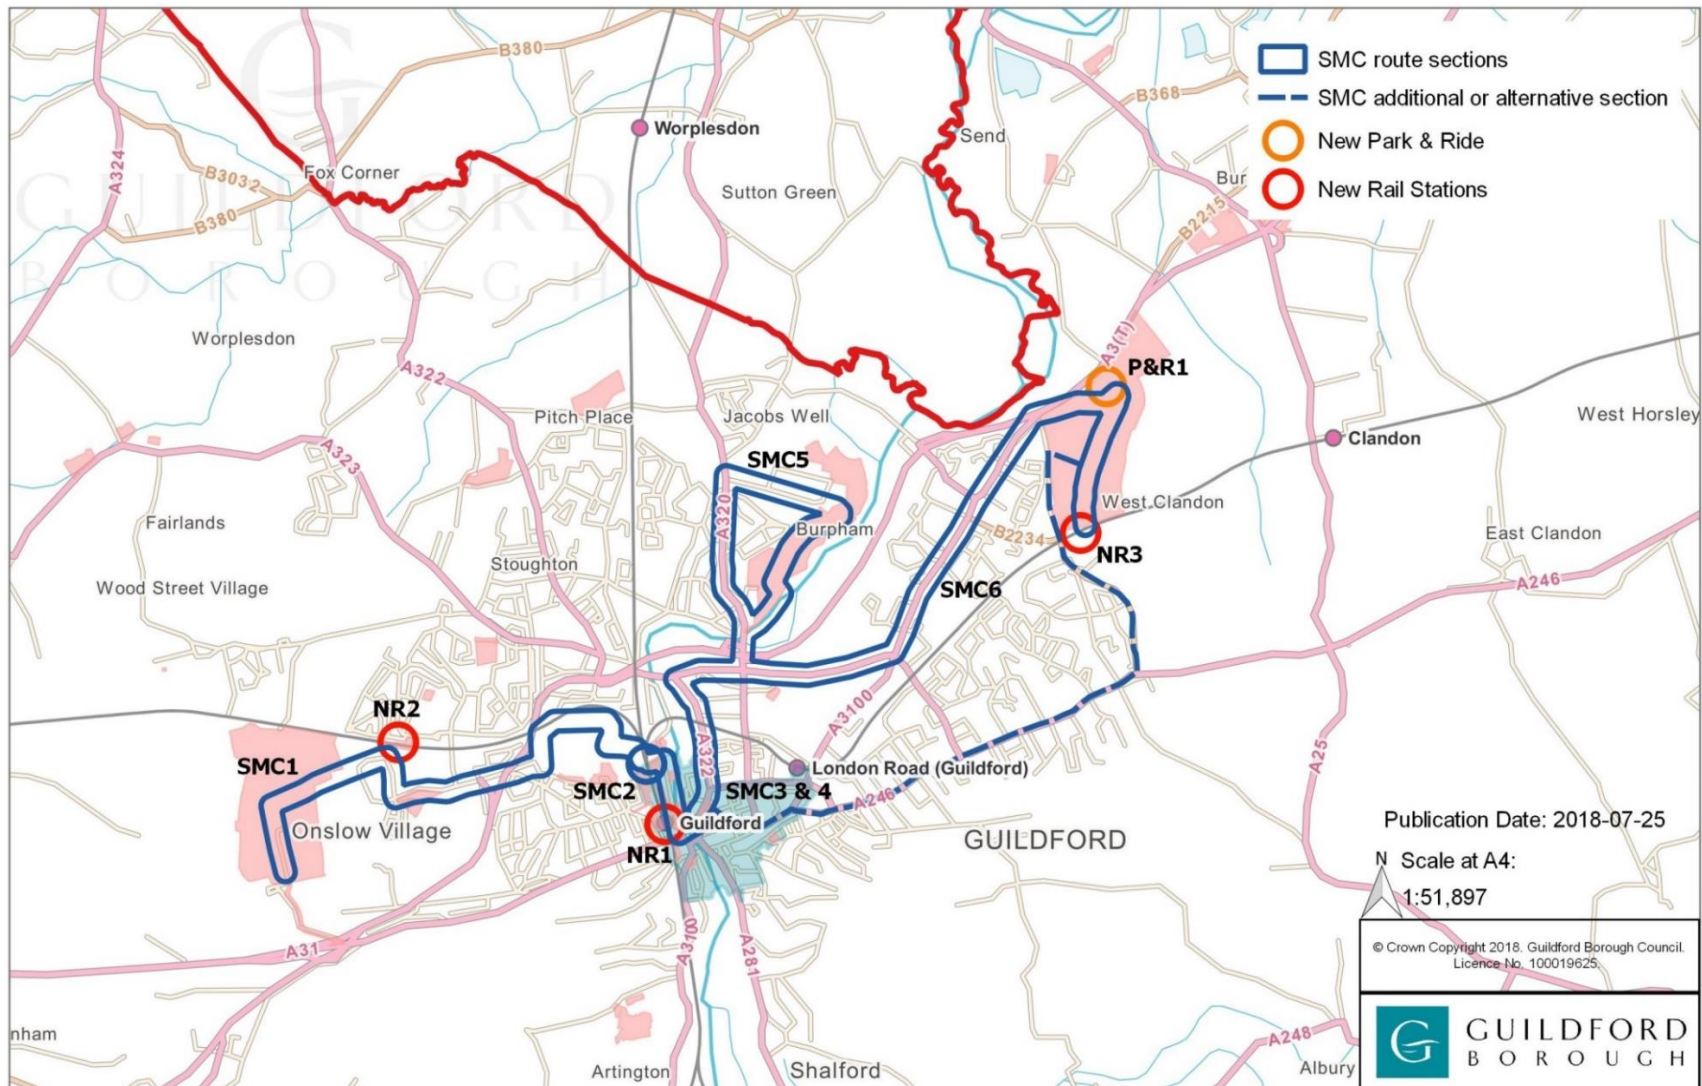 SMC route sections
SMC additional or alternative section
New Park & Ride
New Rail Stations
B380
B368
Worplesdon
Send
A324
Fox Corner
B3032
Sutton Green
Bur
GUILDFORD
BOROUGH
B380
B2215
Worplesdon
A3(T)
A322
P&R1
Pitch Place
Jacobs Well
West Horsley
Clandon
A323
SMC5
A320
West Clandon
Fairlands
Burpham
B2234
East Clandon
NR3
Stoughton
Wood Street Village
SMC6
A246
NR2
A3100
A322
A25
SMC1
London Road (Guildford)
SMC2
SMC3 & 4
A246
Onslow Village
Guildford
NR1
GUILDFORD
Publication Date: 2018-07-25
N
Scale at A4:
1:51,897
A31
A3100
A281
© Crown Copyright 2018. Guildford Borough Council.
Licence No. 100019625.
nham
Artington
Shalford
A248
Albury
G
GUILDFORD
BOROUGH